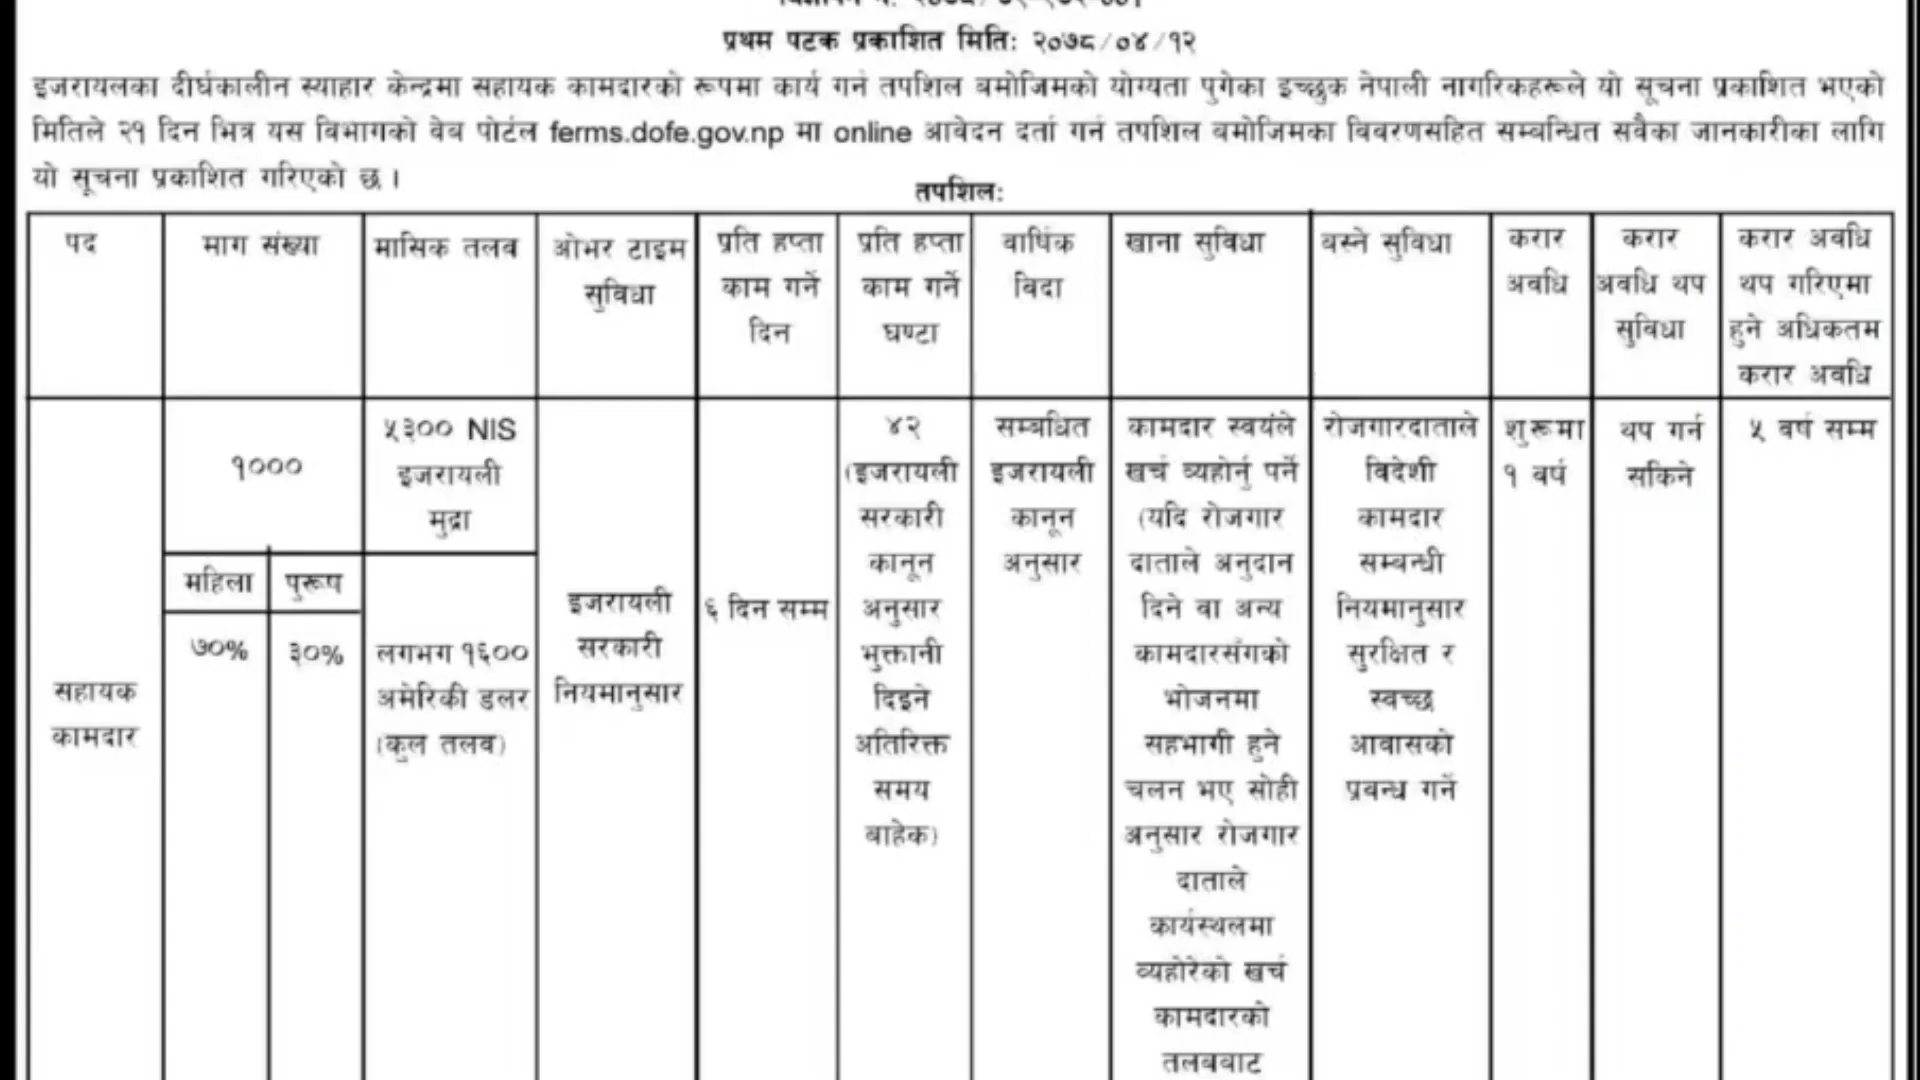 प्रथम पटक प्रकाशित मितिः २०७८/०४/१२
इजरायलका दीर्घकालीन स्याहार केन्द्रमा सहायक कामदारको रूपमा कार्य गर्न तपशिल बमोजिमको योग्यता पुगेका इच्छुक नेपाली नागरिकहरूले यो सूचना प्रकाशित भएको
मितिले २१ दिन भित्र यस विभागको वेब पोर्टल ferms.dofe.gov.np मा online आवेदन दर्ता गर्न तपशिल बमोजिमका विवरणसहित सम्बन्धित सवैका जानकारीका लागि
यो सूचना प्रकाशित गरिएको छ ।
तपशिलः
पद
माग संख्या
मासिक तलब
ओभर टाइम
सुविधा
प्रति हप्ता
काम गर्ने
दिन
प्रति हप्ता
काम गर्ने
घण्टा
वार्षिक
बिदा
खाना सुविधा
बस्ने सुविधा
करार
अवधि
करार
अवधि थप
सुविधा
करार अवधि
थप गरिएमा
हुने अधिकतम
करार अवधि
सहायक
कामदार
१०००
महिला
पुरूष
७०%
३०%
५३०० NIS
इजरायली
मुद्रा
लगभग १६००
अमेरिकी डलर
(कुल तलब)
इजरायली
सरकारी
नियमानुसार
६ दिन सम्म
४२
(इजरायली
सरकारी
कानून
अनुसार
भुक्तानी
दिइने
अतिरिक्त
समय
बाहेक)
सम्बधित
इजरायली
कानून
अनुसार
कामदार स्वयंले
खर्च व्यहोर्नु पर्ने
(यदि रोजगार
दाताले अनुदान
दिने वा अन्य
कामदारसंगको
भोजनमा
सहभागी हुने
चलन भए सोही
अनुसार रोजगार
दाताले
कार्यस्थलमा
व्यहोरेको खर्च
कामदारको
तलबबाट
रोजगारदाताले
विदेशी
कामदार
सम्बन्धी
नियमानुसार
सुरक्षित र
स्वच्छ
आवासको
प्रबन्ध गर्ने
शुरूमा
१ वर्ष
थप गर्न
सकिने
५ वर्ष सम्म